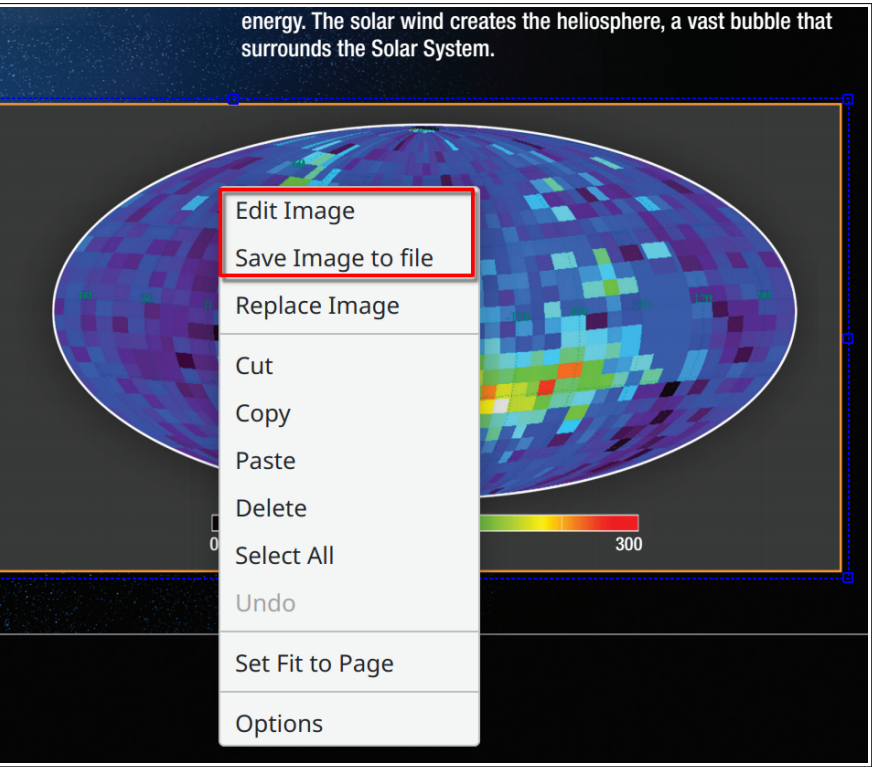 energy. The solar wind creates the heliosphere, a vast bubble that
surrounds the Solar System.
Edit Image
Save Image to file
Replace Image
Cut
Copy
Paste
Delete
Select All
Undo
Set Fit to Page
Options
0
300